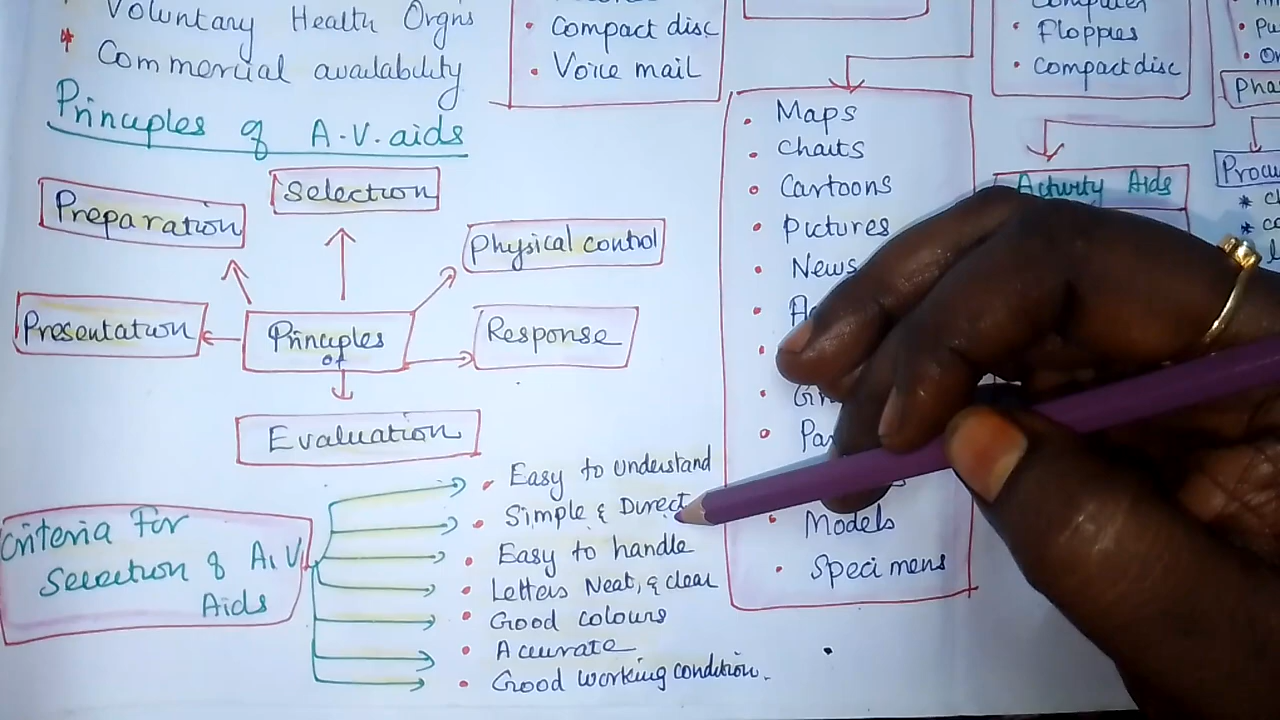 Voluntary Health Orgns
* Commercial availability
Principles of A.V. aids
Selection
Preparation
Physical control
Presentation
Principles of
Response
Evaluation
Criteria for
Selection of A.V
Aids
• Easy to understand
• Simple & Direct
• Easy to handle
• Letters Neat, & clear
• Good colours
• Accurate
• Good working condition.
• Compact disc
• Voice mail
• Maps
• Charts
• Cartoons
• Pictures
• News
• Models
• Specimens
Computer
• Floppies
• Compact disc
Activity Aids